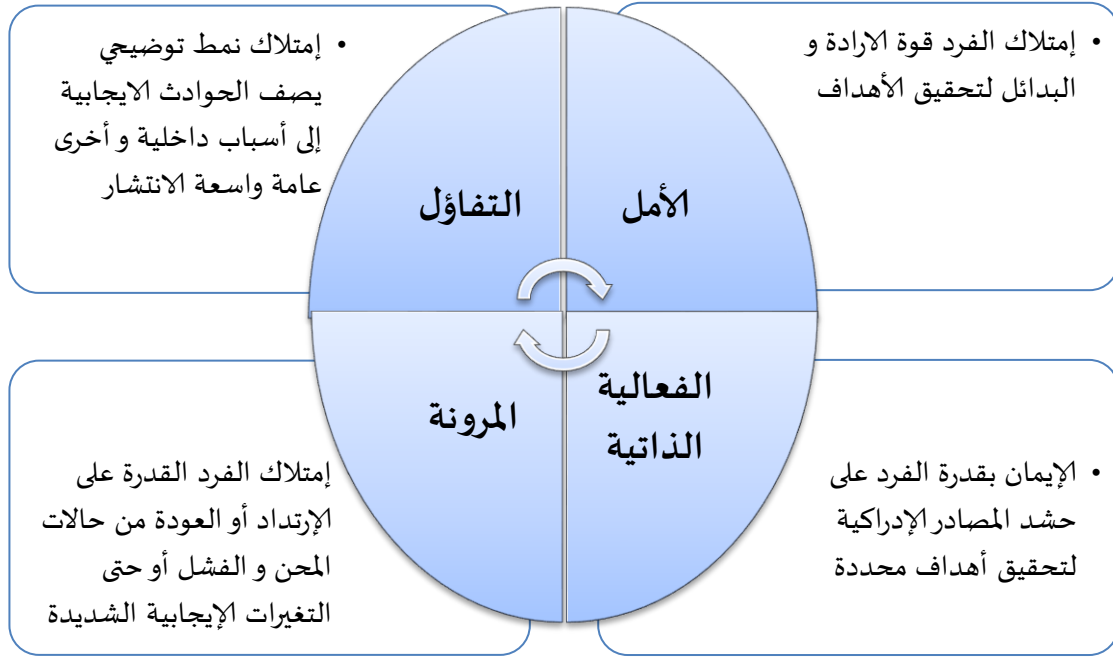 • إمتلاك الفرد قوة الارادة و
البدائل لتحقيق الأهداف
الأمل
• إمتلاك نمط توضيحي
يصف الحوادث الايجابية
إلى أسباب داخلية و أخرى
عامة واسعة الانتشار
التفاؤل
الفعالية
الذاتية
• الإيمان بقدرة الفرد على
حشد المصادر الإدراكية
لتحقيق أهداف محددة
المرونة
إمتلاك الفرد القدرة على
الإرتداد أو العودة من حالات
المحن و الفشل أو حتى
التغيرات الإيجابية الشديدة